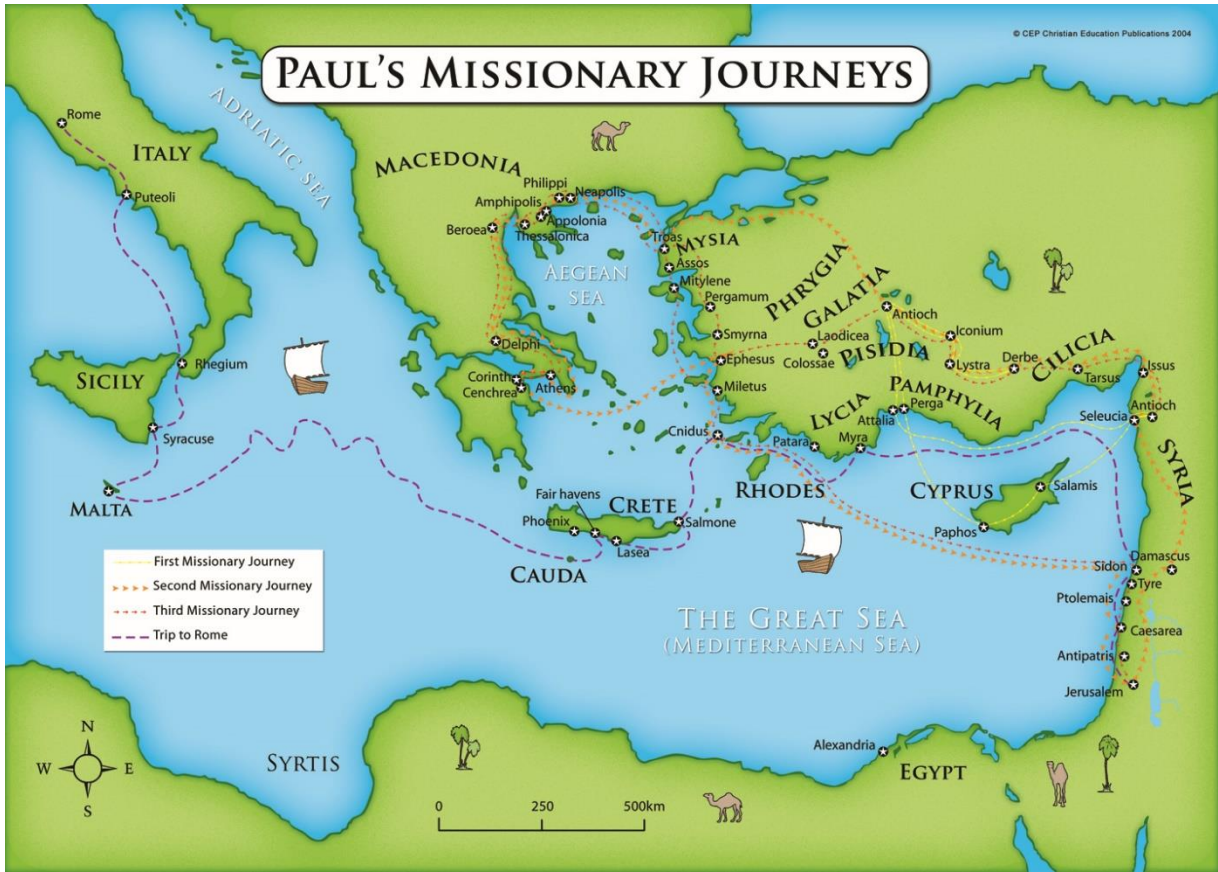 © CEP Christian Education Publications 2004
PAUL'S MISSIONARY JOURNEYS
ADRIATIC SEA
Rome
ITALY
Puteoli
MACEDONIA
Philippi
Neapolis
Amphipolis
Appolonia
Beroea
Thessalonica
Troas
MYSIA
Assos
AEGEAN
SEA
Mitylene
PHRYGIA
GALATIA
Pergamum
Antioch
Smyrna
Laodicea
Iconium
Delphi
Ephesus
Colossae
PISIDIA
Lystra
Derbe
CILICIA
Rhegium
SICILY
Corinth
Athens
Cenchrea
Miletus
Tarsus
Issus
LYCIA
PAMPHYLIA
Attalia
Perga
Seleucia
Antioch
Syracuse
Cnidus
Patara
Myra
SYRIA
MALTA
RHODES
CYPRUS
Salamis
Fair havens
CRETE
Phoenix
Salmone
Paphos
Lasea
CAUDA
Damascus
Sidon
Tyre
First Missionary Journey
Second Missionary Journey
Third Missionary Journey
Trip to Rome
Ptolemais
THE GREAT SEA
(MEDITERRANEAN SEA)
Caesarea
Antipatris
Jerusalem
N
W
E
S
SYRTIS
Alexandria
EGYPT
0 250 500km